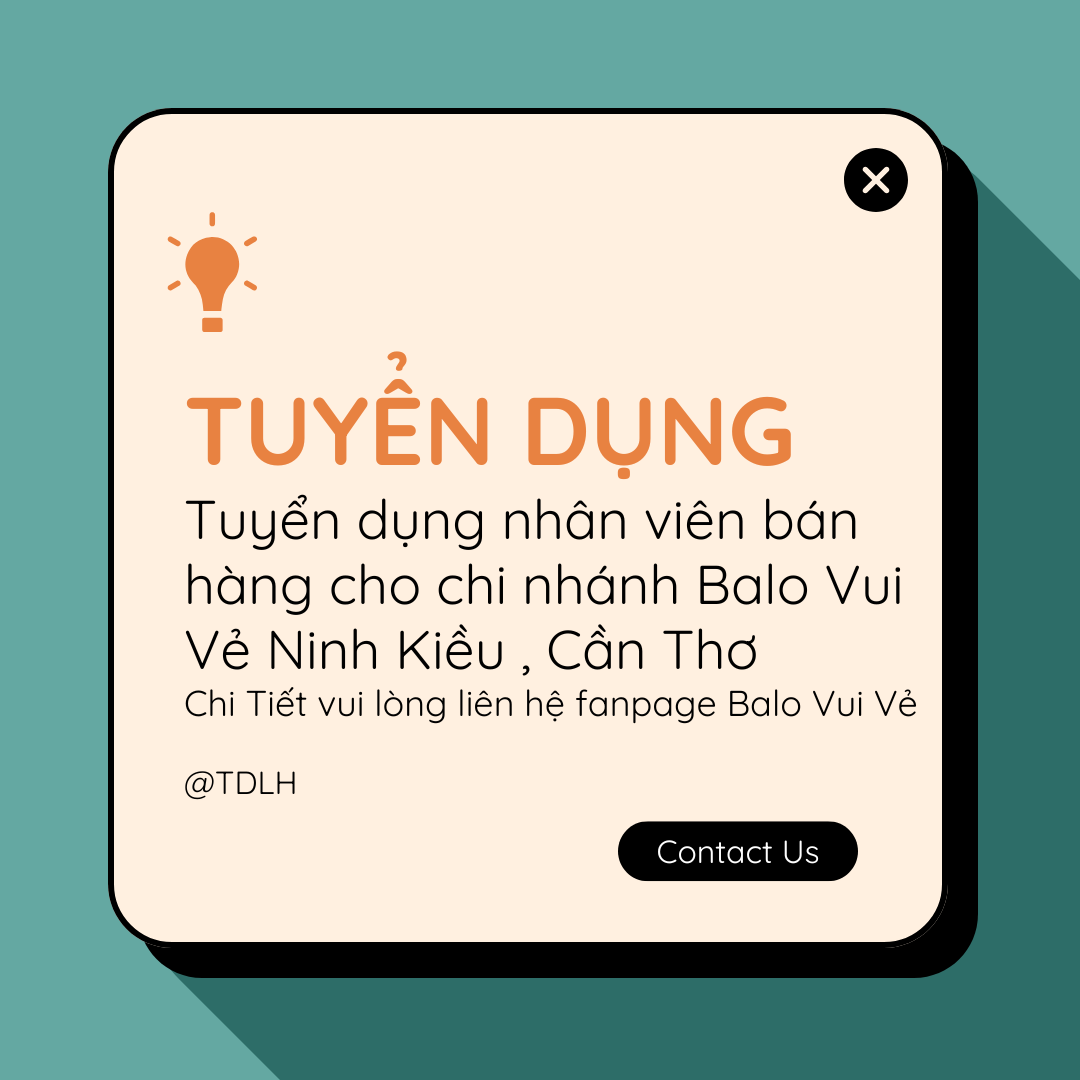 TUYỂN DỤNG
Tuyển dụng nhân viên bán
hàng cho chi nhánh Balo Vui
Vẻ Ninh Kiều , Cần Thơ
Chi Tiết vui lòng liên hệ fanpage Balo Vui Vẻ
@TDLH
Contact Us